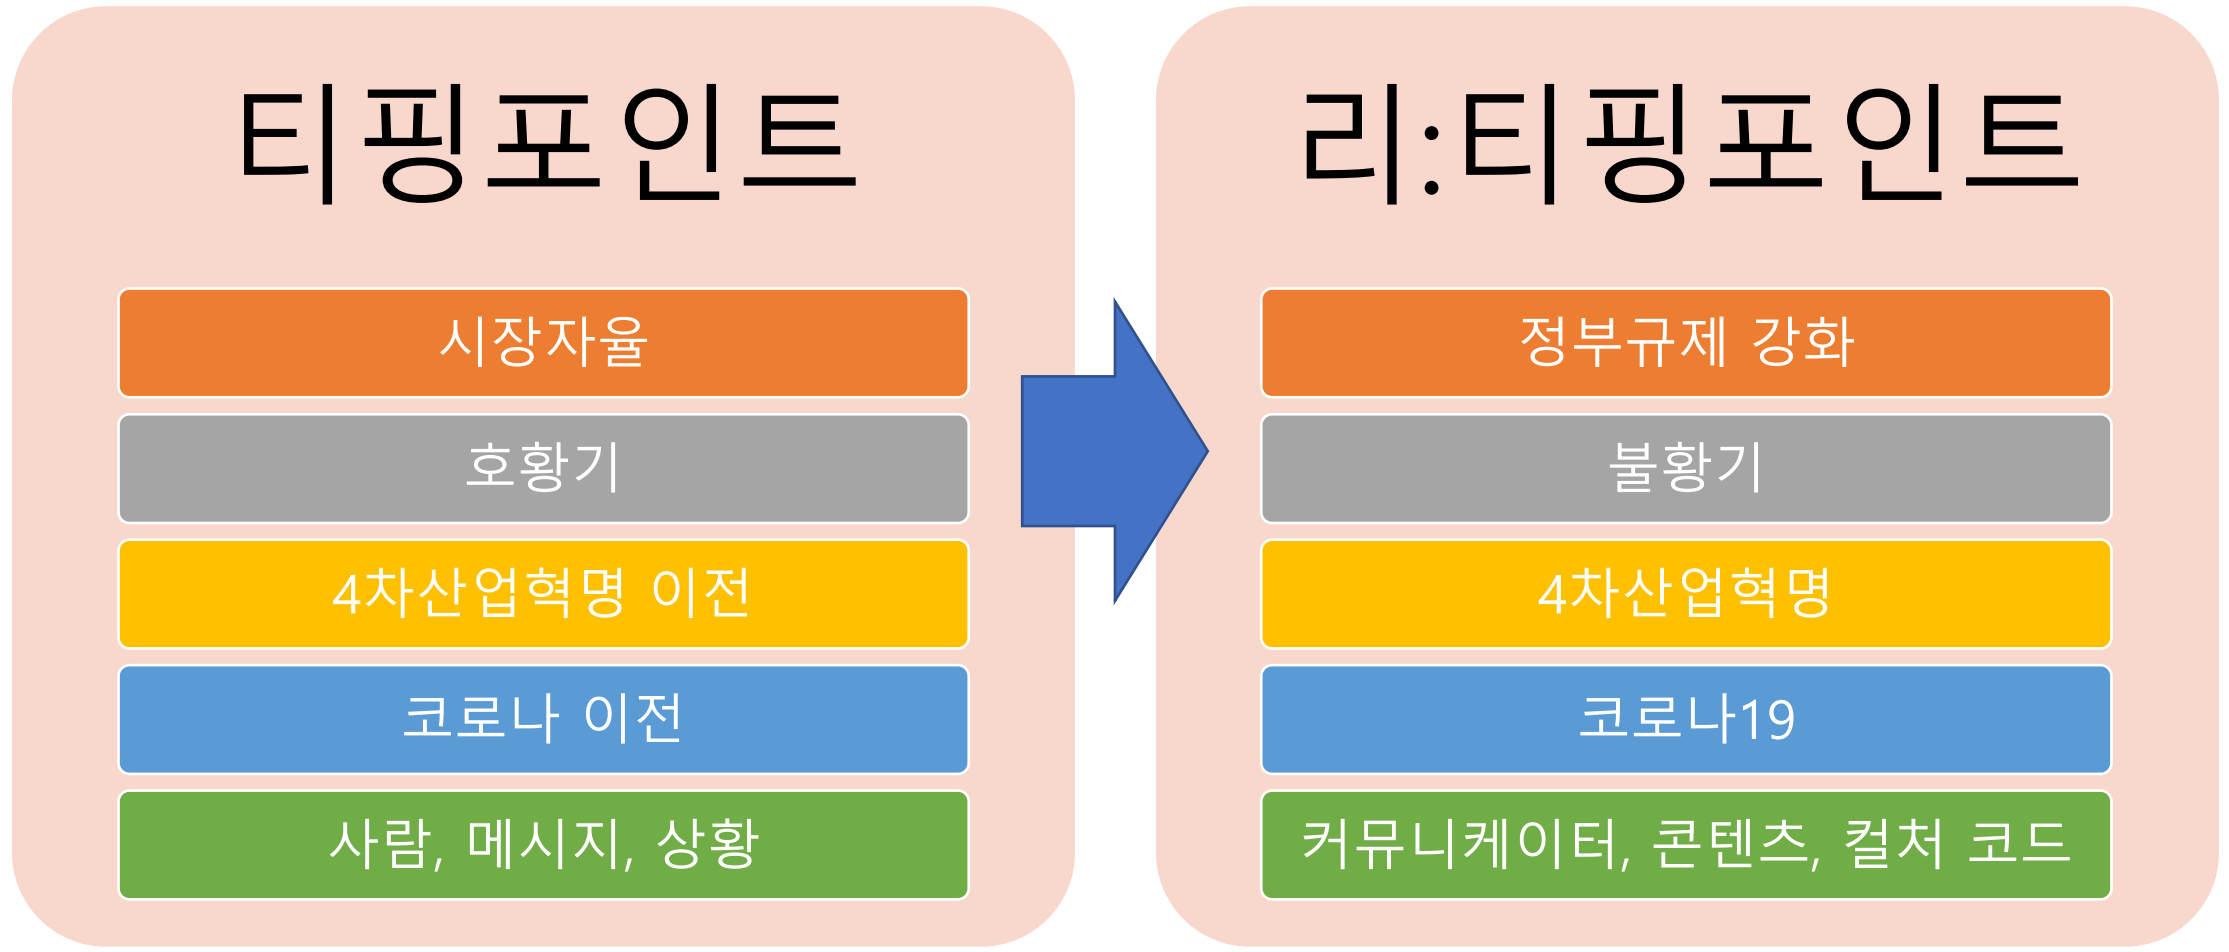 티핑포인트
시장자율
호황기
4차산업혁명 이전
코로나 이전
사람, 메시지, 상황
리:티핑포인트
정부규제 강화
불황기
4차산업혁명
코로나19
커뮤니케이터, 콘텐츠, 컬처 코드